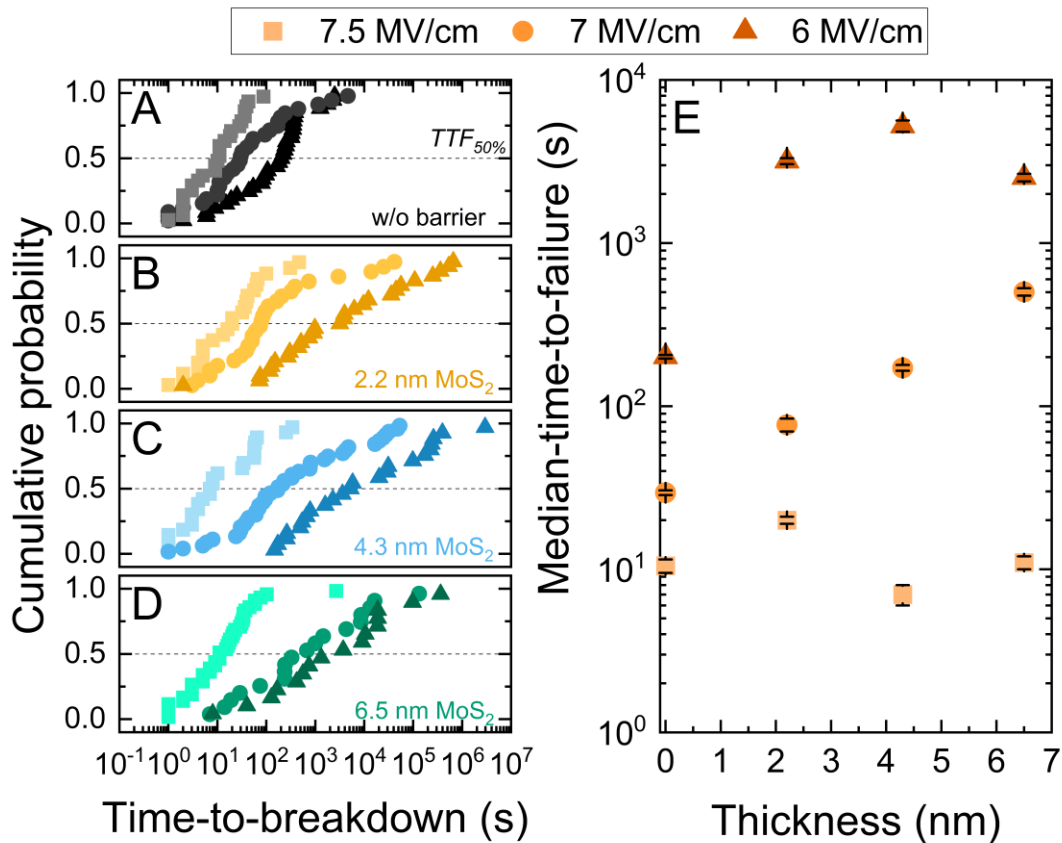 7.5 MV/cm 7 MV/cm 6 MV/cm
A
TTF50%
w/o barrier
1.0
0.5
0.0
B
2.2 nm MoS2
1.0
0.5
0.0
C
4.3 nm MoS2
1.0
0.5
0.0
D
6.5 nm MoS2
1.0
0.5
0.0
Cumulative probability
10-1 100 101 102 103 104 105 106 107
Time-to-breakdown (s)
E
Median-time-to-failure (s)
104
103
102
101
100
0 1 2 3 4 5 6 7
Thickness (nm)